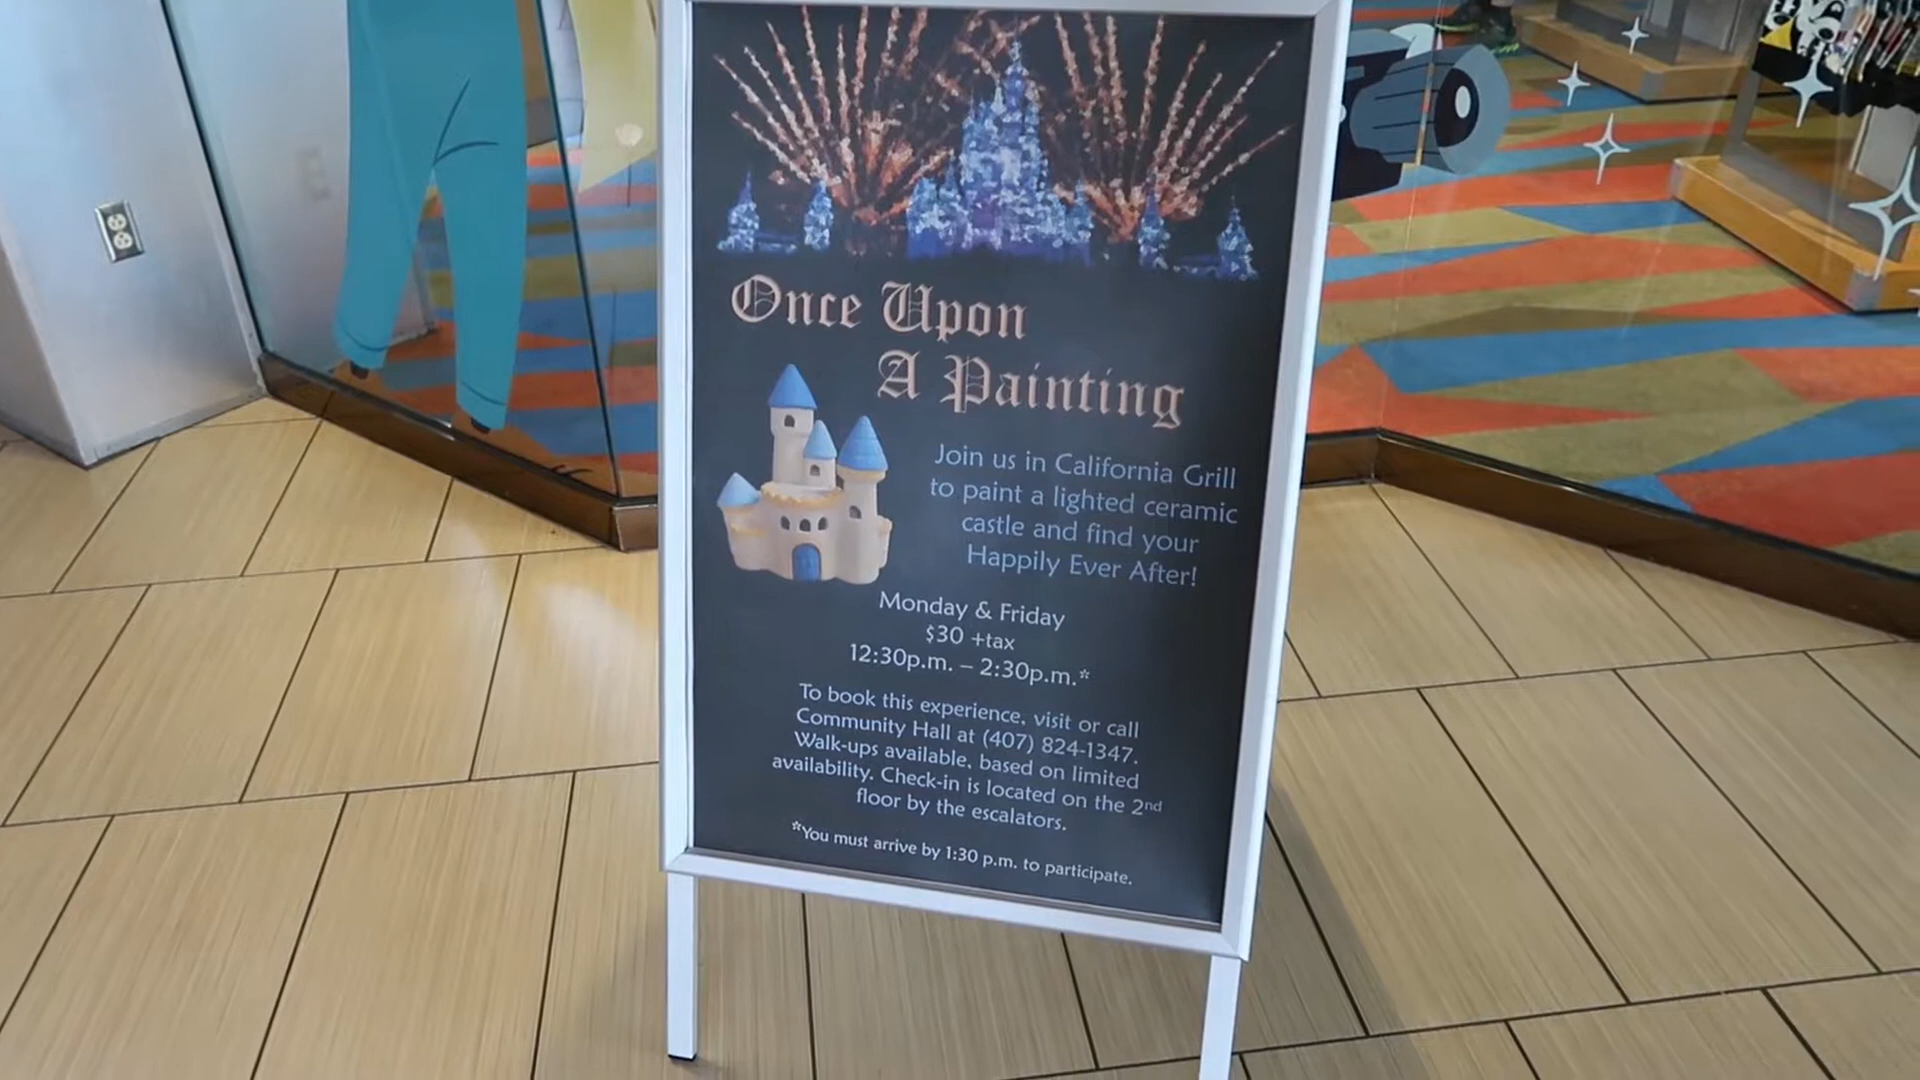 Once Upon
A Painting
Join us in California Grill
to paint a lighted ceramic
castle and find your
Happily Ever After!
Monday & Friday
$30 +tax
12:30p.m. – 2:30p.m.*
To book this experience, visit or call
Community Hall at (407) 824-1347.
Walk-ups available, based on limited
availability. Check-in is located on the 2nd
floor by the escalators.
*You must arrive by 1:30 p.m. to participate.